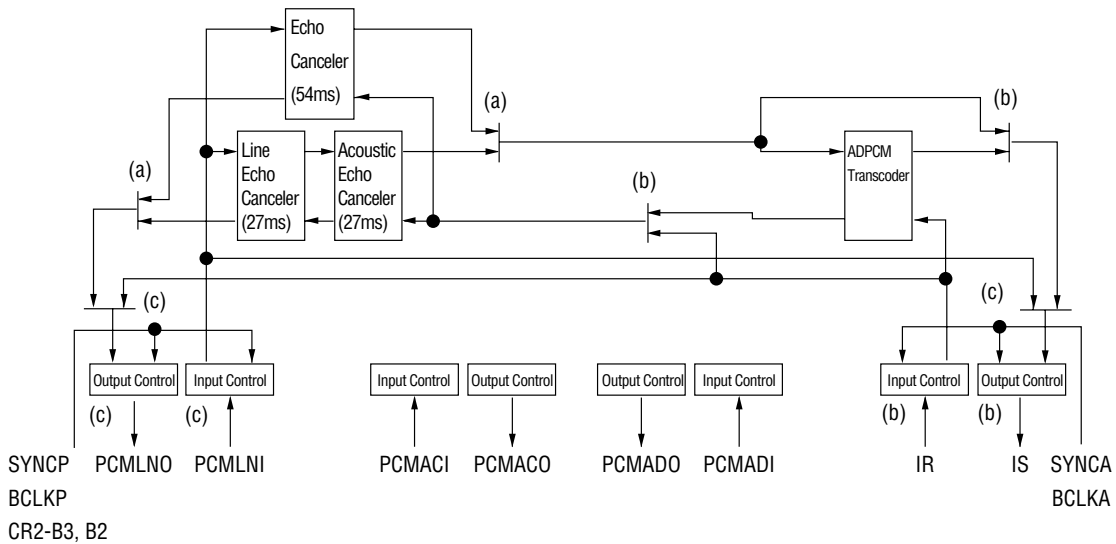 Echo
Canceler
(54ms)
(a)
(b)
Line
Echo
Canceler
(27ms)
Acoustic
Echo
Canceler
(27ms)
ADPCM
Transcoder
(a)
(b)
(c)
(c)
Output Control
Input Control
Input Control
Output Control
Output Control
Input Control
Input Control
Output Control
(c)
(c)
(b)
(b)
SYNCP PCMLNO PCMLNI PCMACI PCMACO PCMADO PCMADI IR IS SYNCA
BCLKP BCLKA
CR2-B3, B2